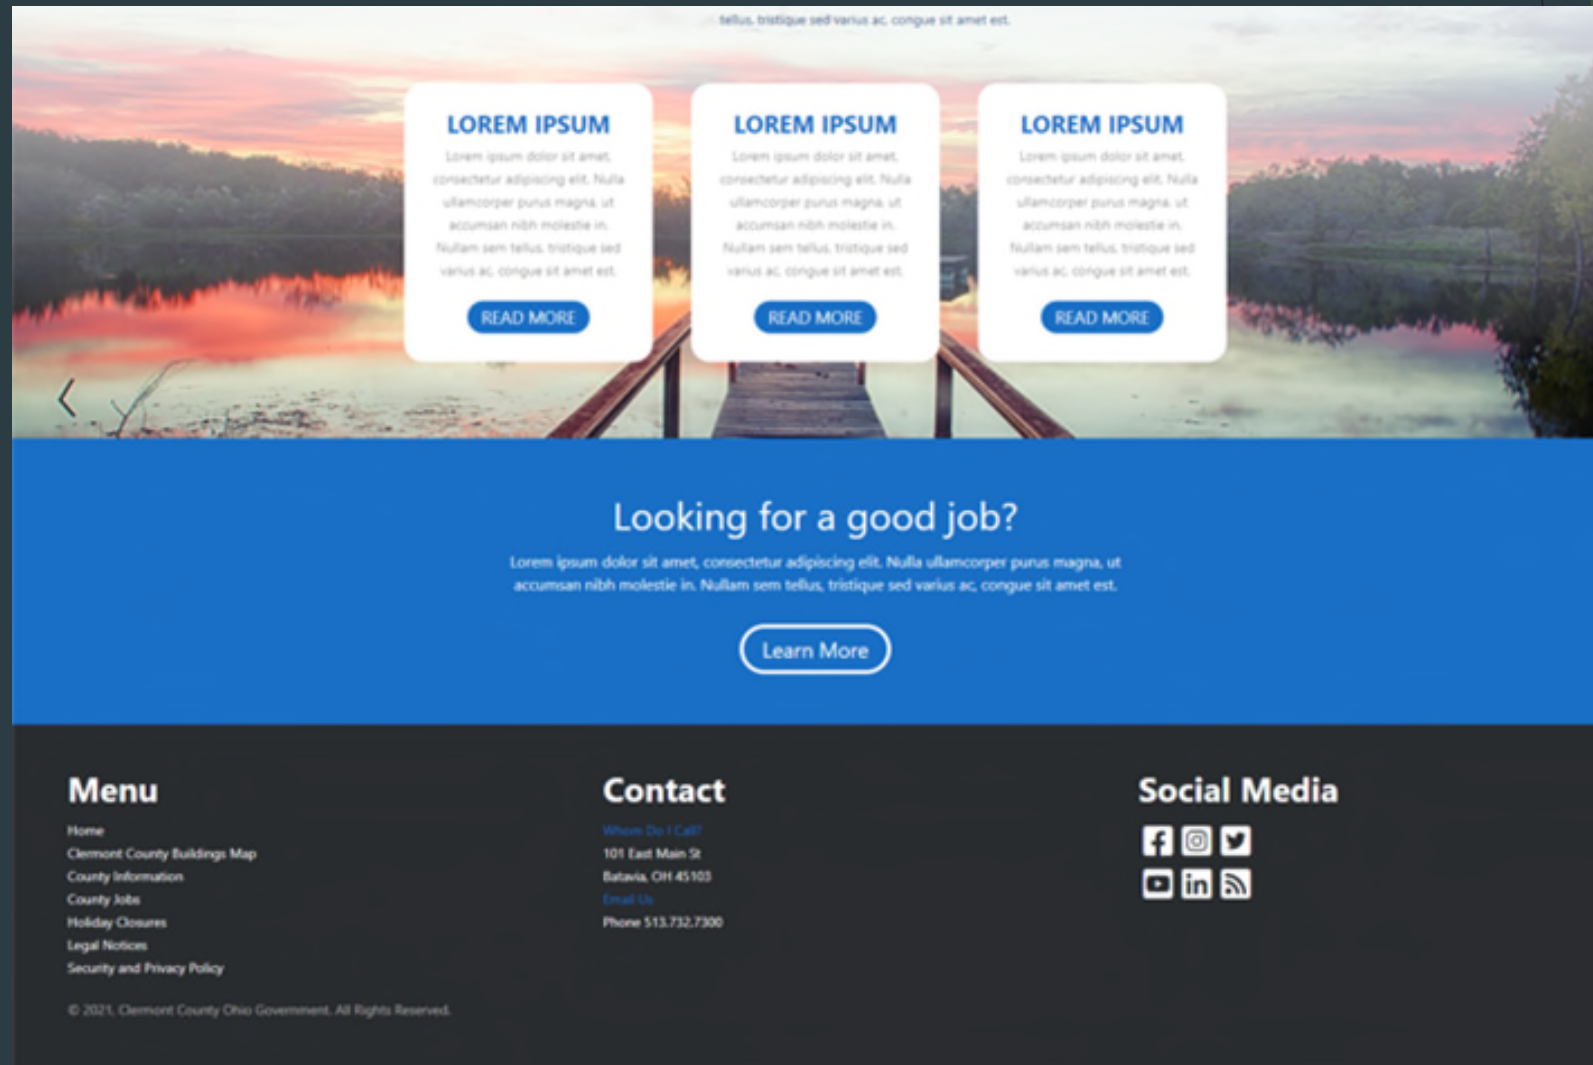 tellus, tristique sed varius ac, congue sit amet est.
LOREM IPSUM
Lorem ipsum dolor sit amet,
consectetur adipiscing elit. Nulla
ullamcorper purus magna, ut
accumsan nibh molestie in.
Nullam sem tellus, tristique sed
varius ac, congue sit amet est.
READ MORE
LOREM IPSUM
Lorem ipsum dolor sit amet,
consectetur adipiscing elit. Nulla
ullamcorper purus magna, ut
accumsan nibh molestie in.
Nullam sem tellus, tristique sed
varius ac, congue sit amet est.
READ MORE
LOREM IPSUM
Lorem ipsum dolor sit amet,
consectetur adipiscing elit. Nulla
ullamcorper purus magna, ut
accumsan nibh molestie in.
Nullam sem tellus, tristique sed
varius ac, congue sit amet est.
READ MORE
Looking for a good job?
Lorem ipsum dolor sit amet, consectetur adipiscing elit. Nulla ullamcorper purus magna, ut
accumsan nibh molestie in. Nullam sem tellus, tristique sed varius ac, congue sit amet est.
Learn More
Menu
Home
Clermont County Buildings Map
County Information
County Jobs
Holiday Closures
Legal Notices
Security and Privacy Policy
© 2021, Clermont County Ohio Government. All Rights Reserved.
Contact
Whom Do I Call?
101 East Main St
Batavia, OH 45103
Email Us
Phone 513.732.7300
Social Media